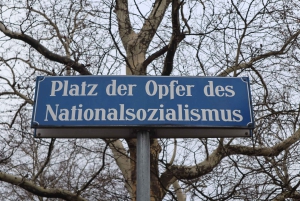 Platz der Opfer des
Nationalsozialismus